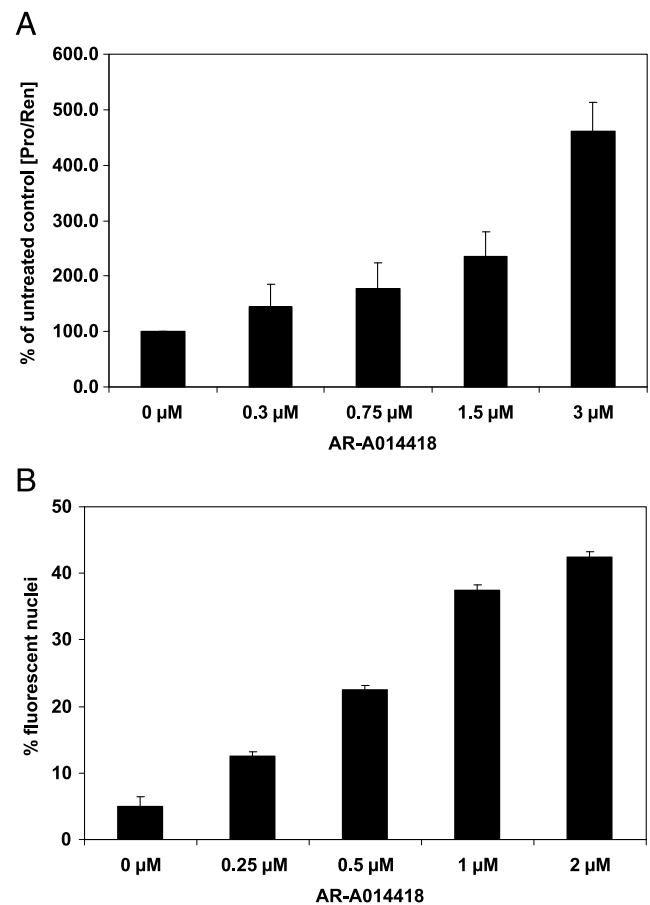 A
% of untreated control [Pro/Ren]
600.0
500.0
400.0
300.0
200.0
100.0
0.0
0 µM 0.3 µM 0.75 µM 1.5 µM 3 µM
AR-A014418
B
% fluorescent nuclei
50
40
30
20
10
0
0 µM 0.25 µM 0.5 µM 1 µM 2 µM
AR-A014418